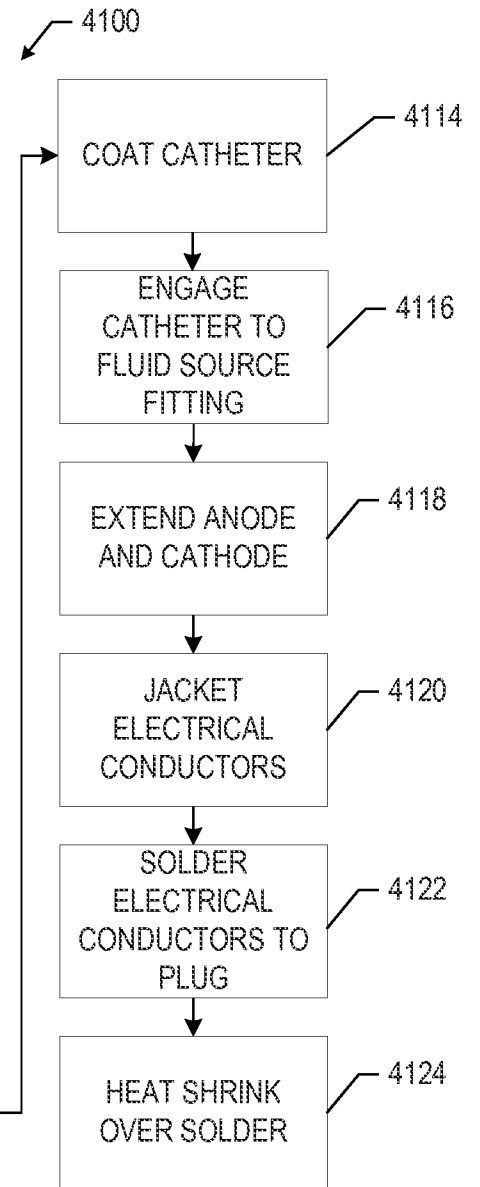 4100
COAT CATHETER
4114
ENGAGE
CATHETER TO
FLUID SOURCE
FITTING
4116
EXTEND ANODE
AND CATHODE
4118
JACKET
ELECTRICAL
CONDUCTORS
4120
SOLDER
ELECTRICAL
CONDUCTORS TO
PLUG
4122
HEAT SHRINK
OVER SOLDER
4124